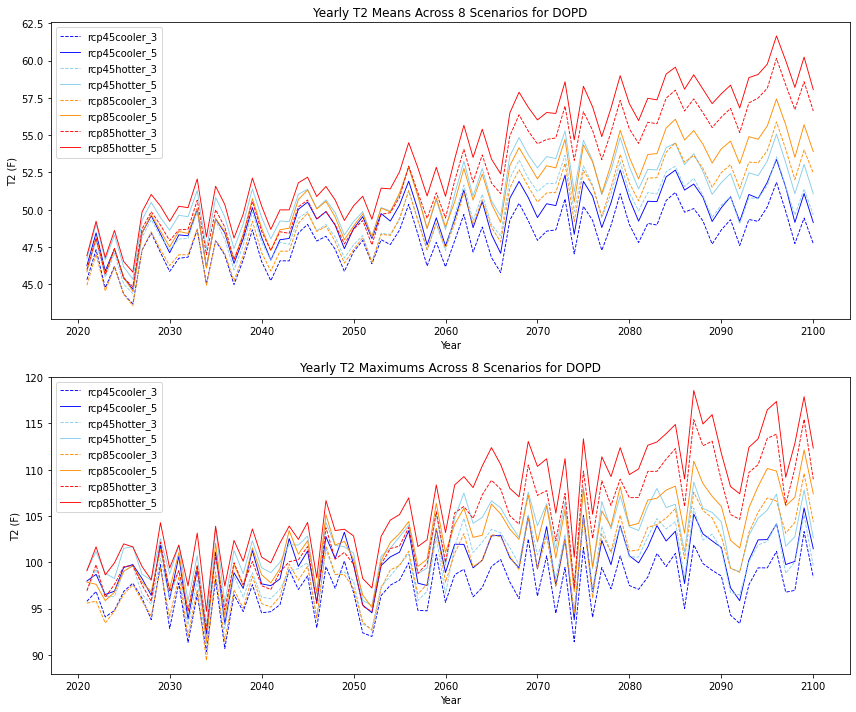 Yearly T2 Means Across 8 Scenarios for DOPD
62.5
60.0
57.5
55.0
52.5
50.0
47.5
45.0
T2 (F)
rcp45cooler_3
rcp45cooler_5
rcp45hotter_3
rcp45hotter_5
rcp85cooler_3
rcp85cooler_5
rcp85hotter_3
rcp85hotter_5
2020 2030 2040 2050 2060 2070 2080 2090 2100
Year
Yearly T2 Maximums Across 8 Scenarios for DOPD
120
115
110
105
100
95
90
T2 (F)
rcp45cooler_3
rcp45cooler_5
rcp45hotter_3
rcp45hotter_5
rcp85cooler_3
rcp85cooler_5
rcp85hotter_3
rcp85hotter_5
2020 2030 2040 2050 2060 2070 2080 2090 2100
Year